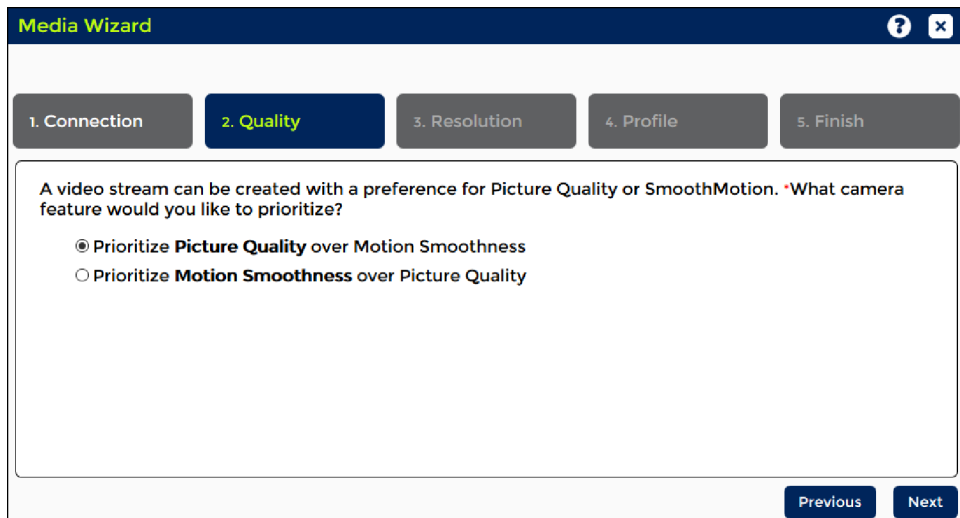 Media Wizard
?
1. Connection
2. Quality
3. Resolution
4. Profile
5. Finish
A video stream can be created with a preference for Picture Quality or SmoothMotion. *What camera
feature would you like to prioritize?
Prioritize Picture Quality over Motion Smoothness
Prioritize Motion Smoothness over Picture Quality
Previous
Next